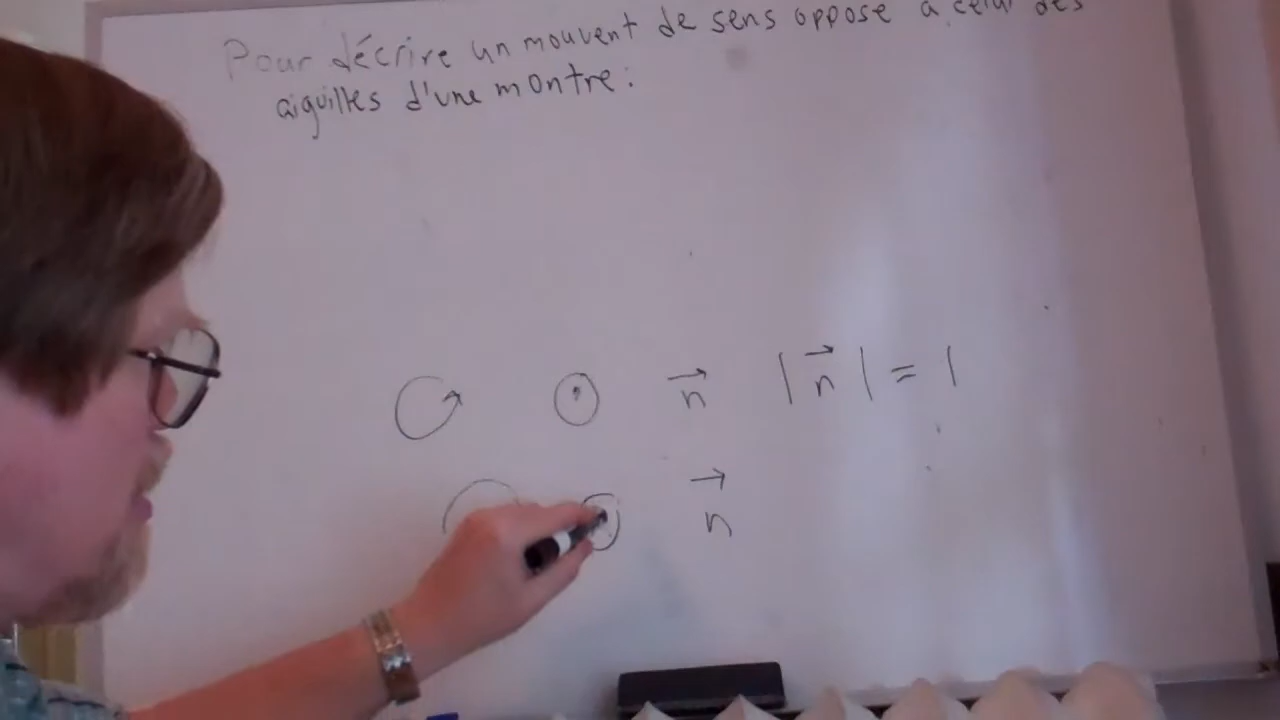 Pour décrire un mouvent de sens opposé à celui des
aiguilles d'une montre:
n⃗ |n⃗| = 1
n⃗